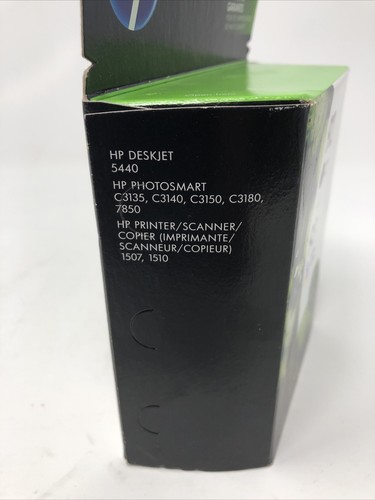 HP DESKJET
5440
HP PHOTOSMART
C3135, C3140, C3150, C3180,
7850
HP PRINTER/SCANNER/
COPIER (IMPRIMANTE/
SCANNEUR/COPIEUR)
1507, 1510